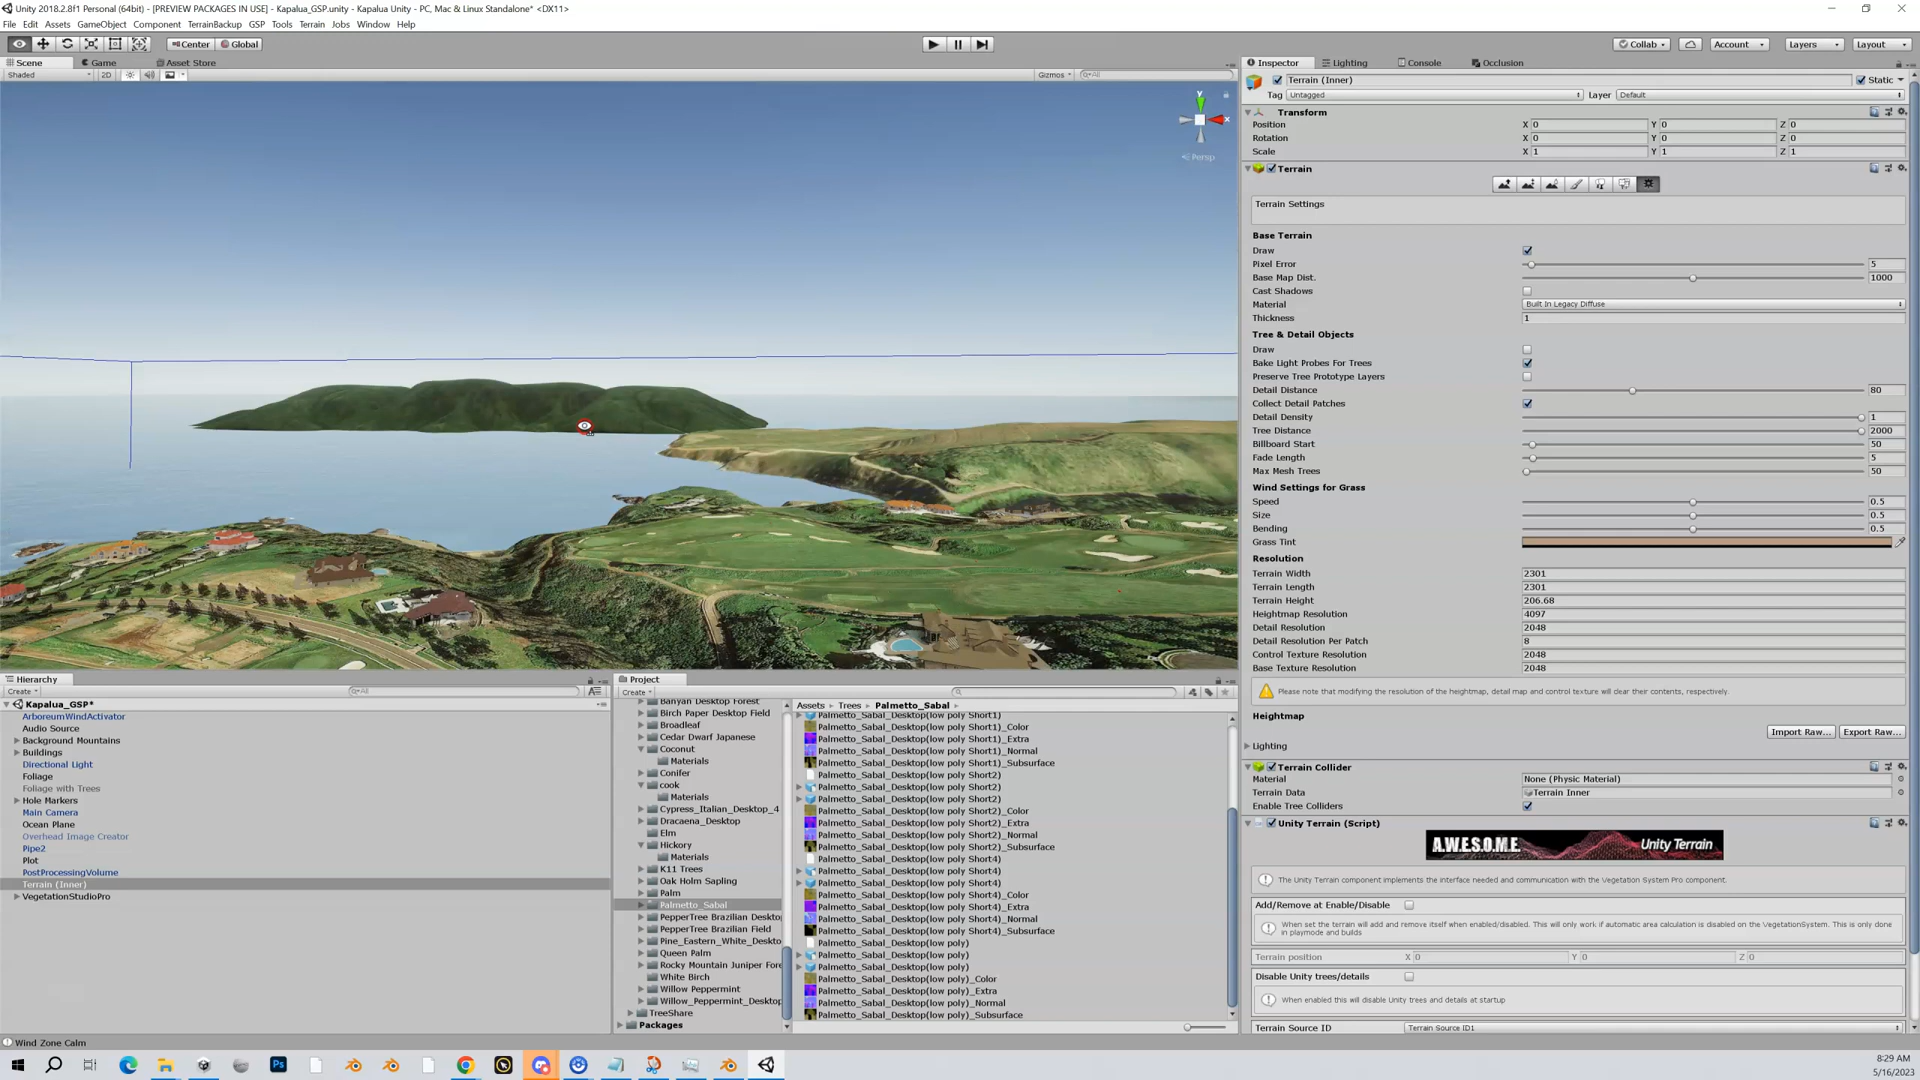 Unity 2018.2.8f1 Personal (64bit) - [PREVIEW PACKAGES IN USE] - Kapalua_GSP.unity - Kapalua Unity - PC, Mac & Linux Standalone* <DX11>
File Edit Assets GameObject Component TerrainBackup GSP Tools Terrain Jobs Window Help
Center Global Collab Account Layers Layout
Scene Game Asset Store
Shaded 2D Gizmos All
y
x
Persp
Inspector Lighting Console Occlusion
Terrain (Inner) Static
Tag Untagged Layer Default
Transform
Position X 0 Y 0 Z 0
Rotation X 0 Y 0 Z 0
Scale X 1 Y 1 Z 1
Terrain
Terrain Settings
Base Terrain
Draw
Pixel Error 5
Base Map Dist. 1000
Cast Shadows
Material Built In Legacy Diffuse
Thickness 1
Tree & Detail Objects
Draw
Bake Light Probes For Trees
Preserve Tree Prototype Layers
Detail Distance 80
Collect Detail Patches
Detail Density 1
Tree Distance 2000
Billboard Start 50
Fade Length 5
Max Mesh Trees 50
Wind Settings for Grass
Speed 0.5
Size 0.5
Bending 0.5
Grass Tint
Resolution
Terrain Width 2301
Terrain Length 2301
Terrain Height 206.68
Heightmap Resolution 4097
Detail Resolution 2048
Detail Resolution Per Patch 8
Control Texture Resolution 2048
Base Texture Resolution 2048
Please note that modifying the resolution of the heightmap, detail map and control texture will clear their contents, respectively.
Heightmap
Import Raw... Export Raw...
Lighting
Terrain Collider
Material None (Physic Material)
Terrain Data Terrain Inner
Enable Tree Colliders
Unity Terrain (Script)
A.W.E.S.O.M.E. Unity Terrain
The Unity Terrain component implements the interface needed and communication with the Vegetation System Pro component.
Add/Remove at Enable/Disable
When set the terrain will add and remove itself when enabled/disabled. This will only work if automatic area calculation is disabled on the VegetationSystem. This is only done in playmode and builds
Terrain position X 0 Y 0 Z 0
Disable Unity trees/details
When enabled this will disable Unity trees and details at startup
Terrain Source ID Terrain Source ID1
Hierarchy
Create All
Kapalua_GSP*
ArboreumWindActivator
Audio Source
Background Mountains
Buildings
Directional Light
Foliage
Foliage with Trees
Hole Markers
Main Camera
Ocean Plane
Overhead Image Creator
Pipe2
Plot
PostProcessingVolume
Terrain (Inner)
VegetationStudioPro
Project
Create
Banyan Desktop Forest
Birch Paper Desktop Field
Broadleaf
Cedar Dwarf Japanese
Coconut
Materials
Conifer
cook
Materials
Cypress_Italian_Desktop_4
Dracaena_Desktop
Elm
Hickory
Materials
K11 Trees
Oak Holm Sapling
Palm
Palmetto_Sabal
PepperTree Brazilian Deskto
PepperTree Brazilian Field
Pine_Eastern_White_Deskto
Queen Palm
Rocky Mountain Juniper Fore
White Birch
Willow Peppermint
Willow_Peppermint_Desktop
TreeShare
Packages
Assets Trees Palmetto_Sabal
Palmetto_Sabal_Desktop(low poly Short1)
Palmetto_Sabal_Desktop(low poly Short1)_Color
Palmetto_Sabal_Desktop(low poly Short1)_Extra
Palmetto_Sabal_Desktop(low poly Short1)_Normal
Palmetto_Sabal_Desktop(low poly Short1)_Subsurface
Palmetto_Sabal_Desktop(low poly Short2)
Palmetto_Sabal_Desktop(low poly Short2)
Palmetto_Sabal_Desktop(low poly Short2)
Palmetto_Sabal_Desktop(low poly Short2)_Color
Palmetto_Sabal_Desktop(low poly Short2)_Extra
Palmetto_Sabal_Desktop(low poly Short2)_Normal
Palmetto_Sabal_Desktop(low poly Short2)_Subsurface
Palmetto_Sabal_Desktop(low poly Short4)
Palmetto_Sabal_Desktop(low poly Short4)
Palmetto_Sabal_Desktop(low poly Short4)
Palmetto_Sabal_Desktop(low poly Short4)_Color
Palmetto_Sabal_Desktop(low poly Short4)_Extra
Palmetto_Sabal_Desktop(low poly Short4)_Normal
Palmetto_Sabal_Desktop(low poly Short4)_Subsurface
Palmetto_Sabal_Desktop(low poly)
Palmetto_Sabal_Desktop(low poly)
Palmetto_Sabal_Desktop(low poly)
Palmetto_Sabal_Desktop(low poly)_Color
Palmetto_Sabal_Desktop(low poly)_Extra
Palmetto_Sabal_Desktop(low poly)_Normal
Palmetto_Sabal_Desktop(low poly)_Subsurface
Wind Zone Calm
Ps
8:29 AM
5/16/2023